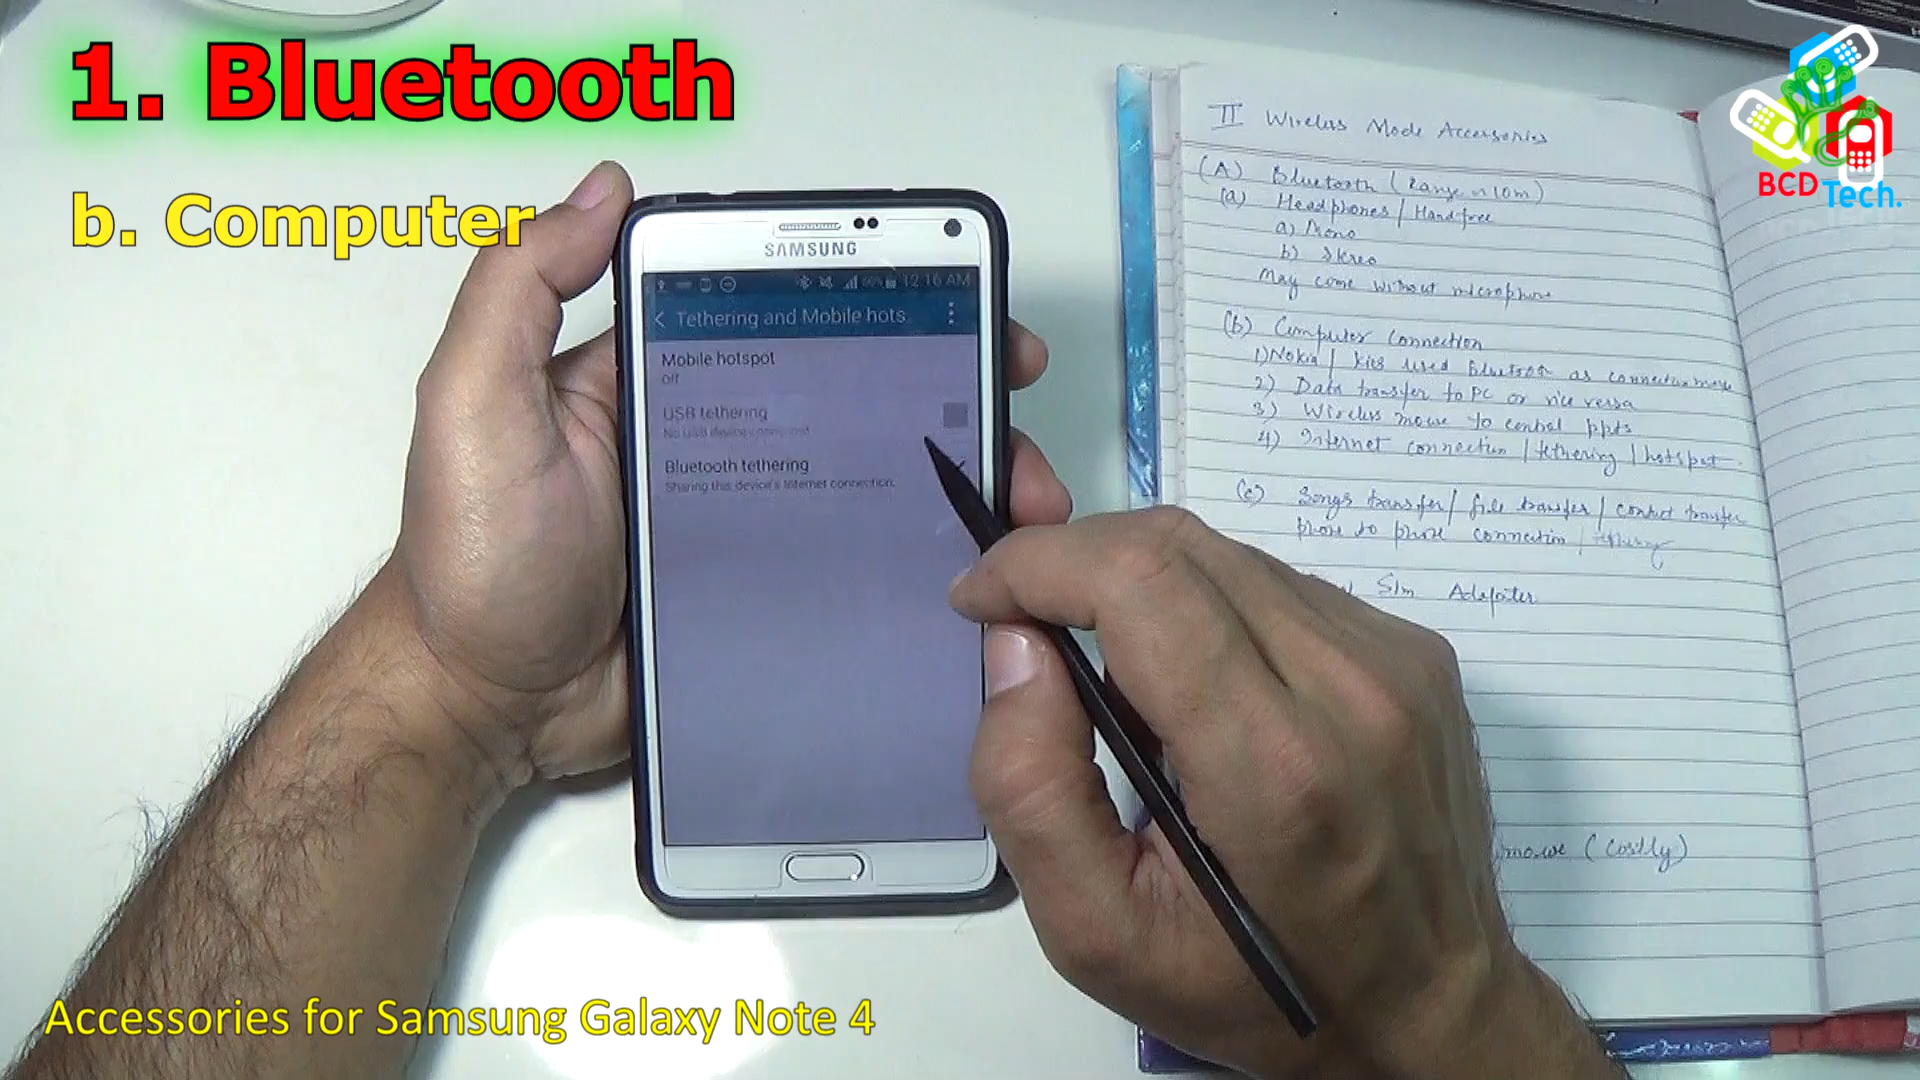 1. Bluetooth
b. Computer
SAMSUNG
12:16 AM
Tethering and Mobile hots
Mobile hotspot
Off
USB tethering
No USB device connected
Bluetooth tethering
Sharing this device's Internet connection.
Accessories for Samsung Galaxy Note 4
BCD Tech.
II Wireless Mode Accessories
(A) Bluetooth (range ~ 10m)
(a) Headphones / Handfree
a) Mono
b) Stereo
May come without microphone
(b) Computer Connection
1) Nokia / Kies used Bluetooth as connection mode
2) Data transfer to PC or vice versa
3) Wireless mouse to control ppts
4) Internet connection / tethering / hotspot
(c) Songs transfer / file transfer / contact transfer
phone to phone connection / tethering
Sim Adapter
mouse (Costly)